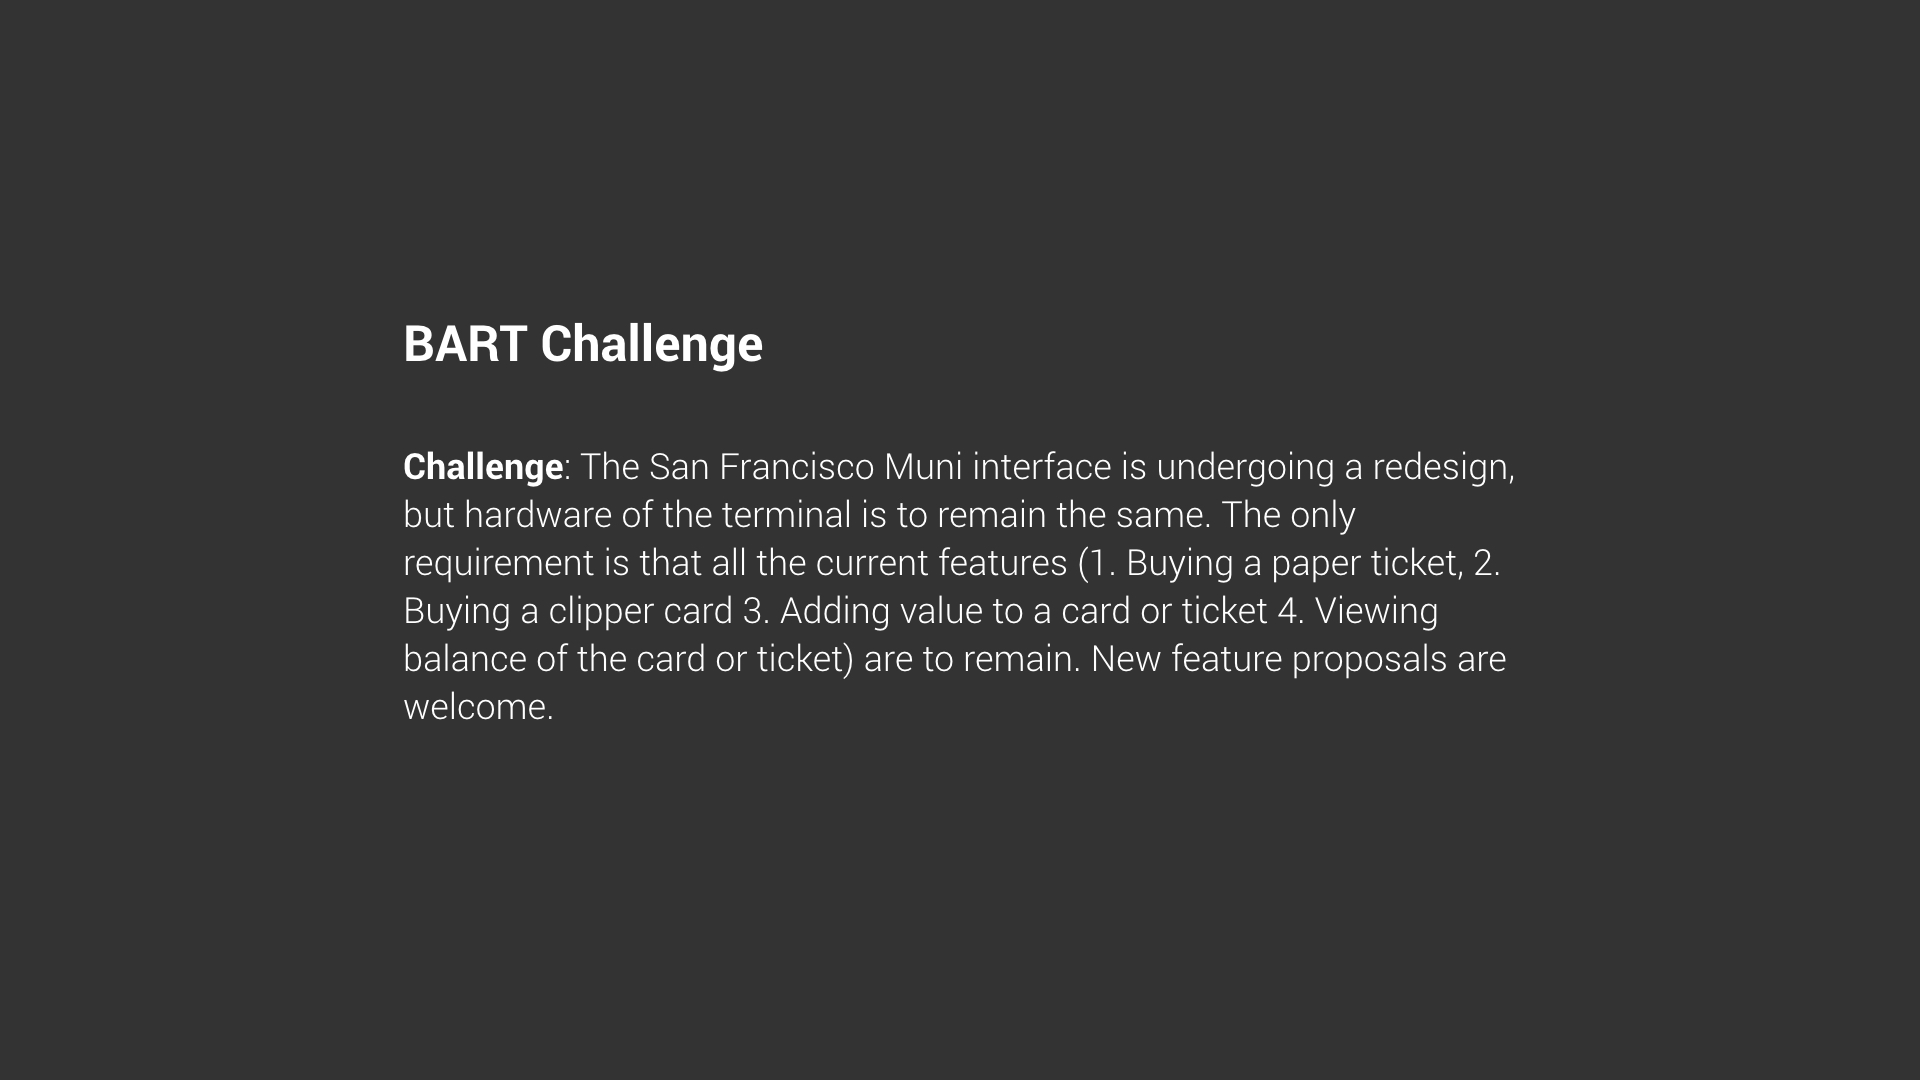 BART Challenge
Challenge: The San Francisco Muni interface is undergoing a redesign,
but hardware of the terminal is to remain the same. The only
requirement is that all the current features (1. Buying a paper ticket, 2.
Buying a clipper card 3. Adding value to a card or ticket 4. Viewing
balance of the card or ticket) are to remain. New feature proposals are
welcome.